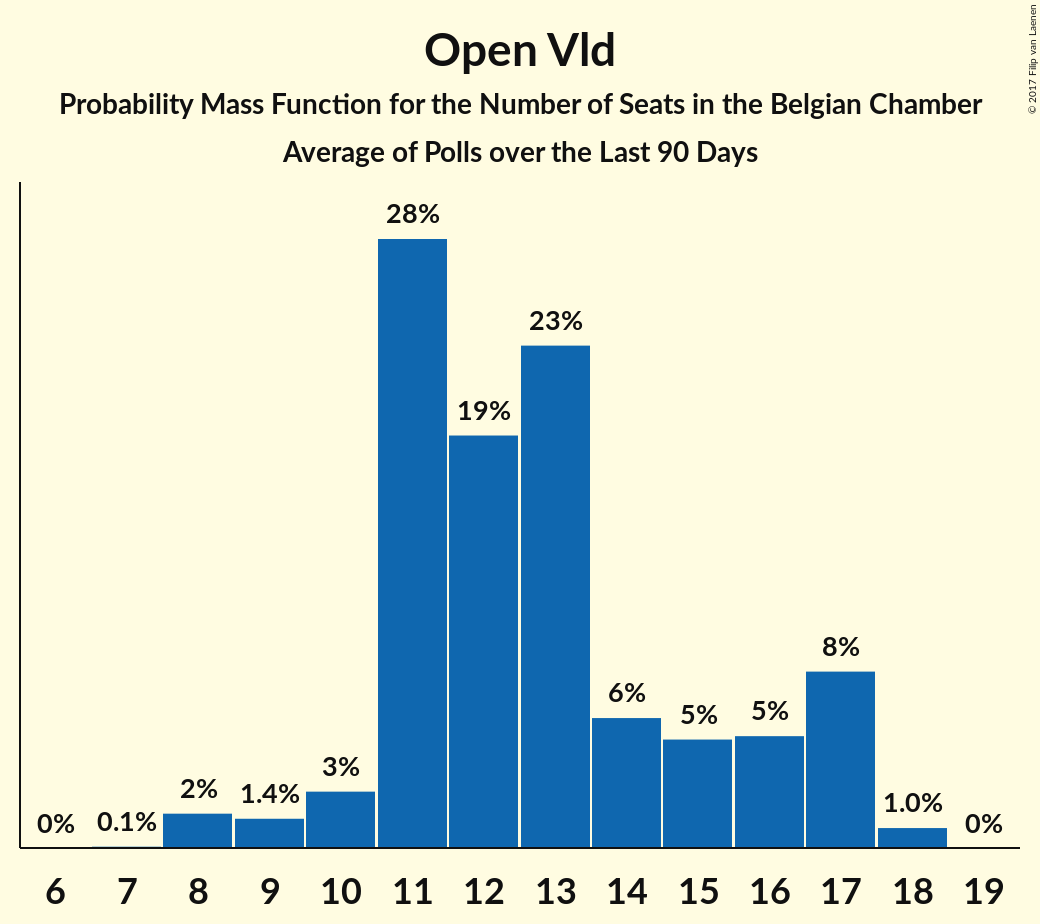 Open Vld
Probability Mass Function for the Number of Seats in the Belgian Chamber
Average of Polls over the Last 90 Days
© 2017 Filip van Laenen
0% 0.1% 2% 1.4% 3% 28% 19% 23% 6% 5% 5% 8% 1.0% 0%
6 7 8 9 10 11 12 13 14 15 16 17 18 19